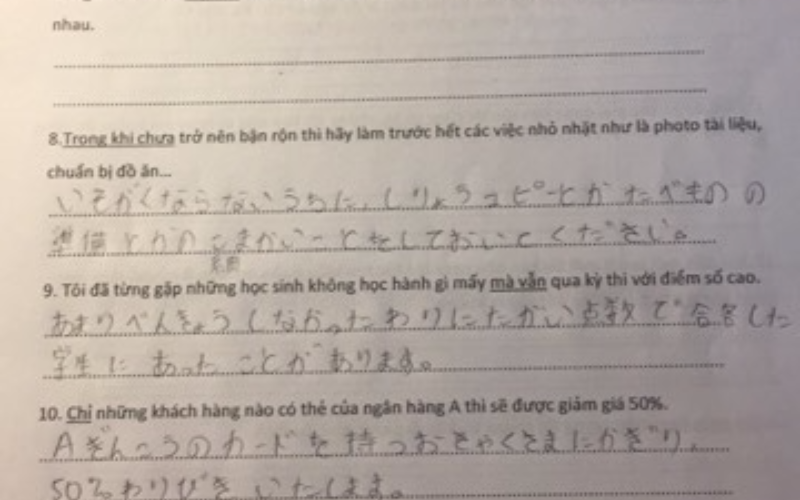 nhau.
8.Trong khi chưa trở nên bận rộn thì hãy làm trước hết các việc nhỏ nhặt như là photo tài liệu,
chuẩn bị đồ ăn...
いそがくならないうちに、しりょうコピーとかたべものの
準備とかのこまかいことをしておいてください。
9. Tôi đã từng gặp những học sinh không học hành gì mấy mà vẫn qua kỳ thi với điểm số cao.
あまりべんきょうしなかったわりにたかい点数で合格した
学生にあったことがあります。
10. Chỉ những khách hàng nào có thẻ của ngân hàng A thì sẽ được giảm giá 50%.
Aぎんこうのカードを持つおきゃくさまにかぎり、
50%わりびきいたします。